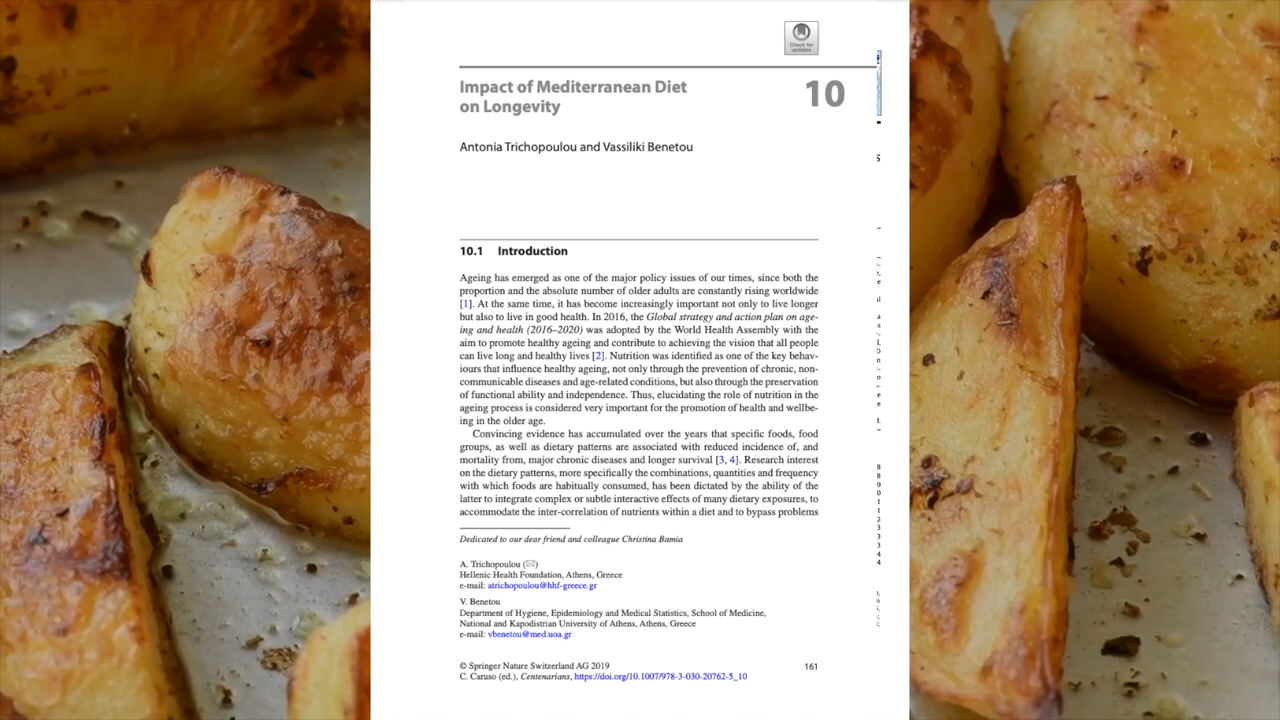 Check for
updates
Impact of Mediterranean Diet
on Longevity
10
Antonia Trichopoulou and Vassiliki Benetou
10.1 Introduction
Ageing has emerged as one of the major policy issues of our times, since both the
proportion and the absolute number of older adults are constantly rising worldwide
[1]. At the same time, it has become increasingly important not only to live longer
but also to live in good health. In 2016, the Global strategy and action plan on age-
ing and health (2016–2020) was adopted by the World Health Assembly with the
aim to promote healthy ageing and contribute to achieving the vision that all people
can live long and healthy lives [2]. Nutrition was identified as one of the key behav-
iours that influence healthy ageing, not only through the prevention of chronic, non-
communicable diseases and age-related conditions, but also through the preservation
of functional ability and independence. Thus, elucidating the role of nutrition in the
ageing process is considered very important for the promotion of health and wellbe-
ing in the older age.
Convincing evidence has accumulated over the years that specific foods, food
groups, as well as dietary patterns are associated with reduced incidence of, and
mortality from, major chronic diseases and longer survival [3, 4]. Research interest
on the dietary patterns, more specifically the combinations, quantities and frequency
with which foods are habitually consumed, has been dictated by the ability of the
latter to integrate complex or subtle interactive effects of many dietary exposures, to
accommodate the inter-correlation of nutrients within a diet and to bypass problems
Dedicated to our dear friend and colleague Christina Bamia
A. Trichopoulou (✉)
Hellenic Health Foundation, Athens, Greece
e-mail: atrichopoulou@hhf-greece.gr
V. Benetou
Department of Hygiene, Epidemiology and Medical Statistics, School of Medicine,
National and Kapodistrian University of Athens, Athens, Greece
e-mail: vbenetou@med.uoa.gr
© Springer Nature Switzerland AG 2019
161
C. Caruso (ed.), Centenarians, https://doi.org/10.1007/978-3-030-20762-5_10